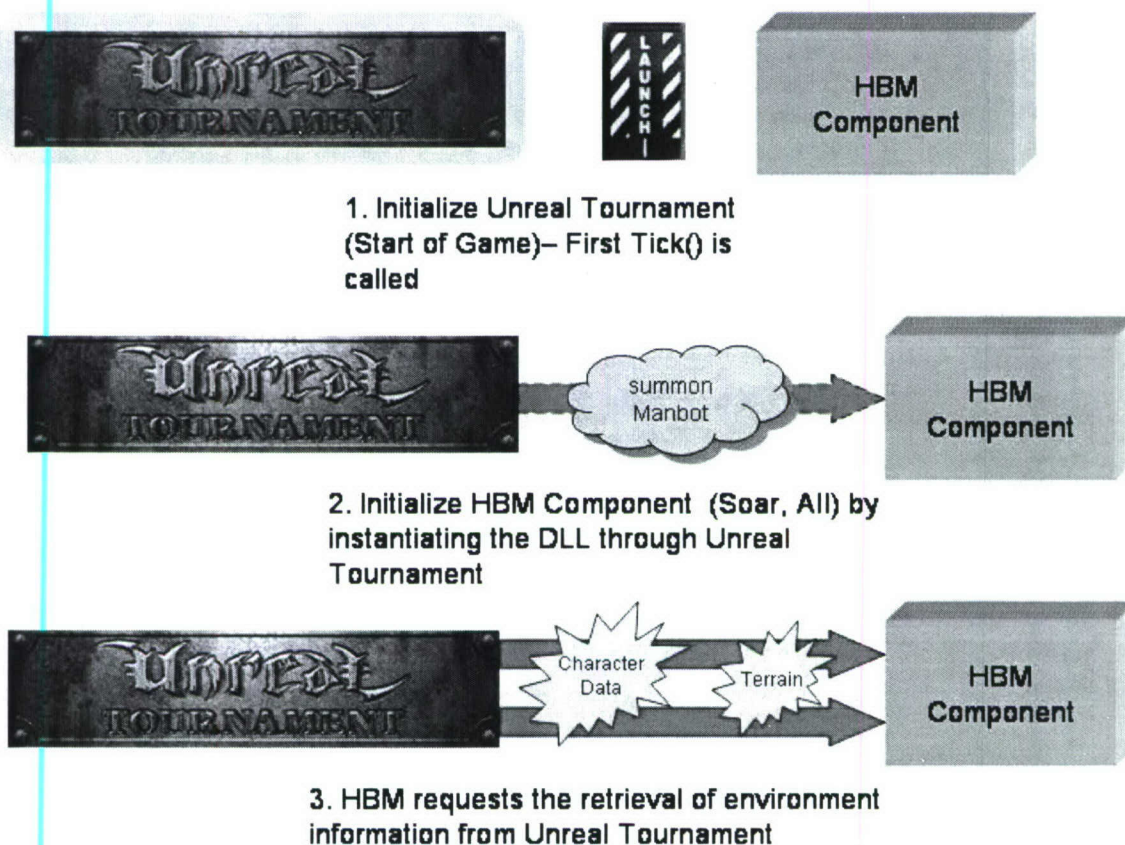 Unreal
TOURNAMENT
LAUNCH!
HBM
Component
1. Initialize Unreal Tournament
(Start of Game)– First Tick() is
called
Unreal
TOURNAMENT
summon
Manbot
HBM
Component
2. Initialize HBM Component (Soar, All) by
instantiating the DLL through Unreal
Tournament
Unreal
TOURNAMENT
Character
Data
Terrain
HBM
Component
3. HBM requests the retrieval of environment
information from Unreal Tournament